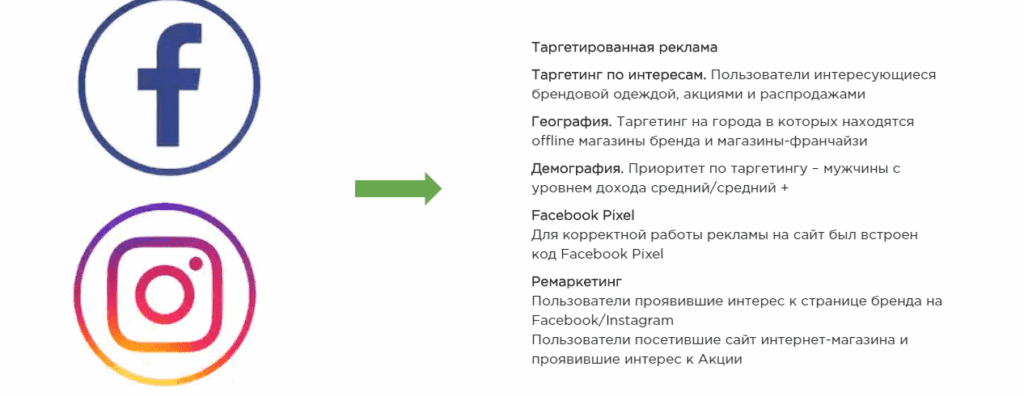 Таргетированная реклама
Таргетинг по интересам. Пользователи интересующиеся
брендовой одеждой, акциями и распродажами
География. Таргетинг на города в которых находятся
offline магазины бренда и магазины-франчайзи
Демография. Приоритет по таргетингу – мужчины с
уровнем дохода средний/средний +
Facebook Pixel
Для корректной работы рекламы на сайт был встроен
код Facebook Pixel
Ремаркетинг
Пользователи проявившие интерес к странице бренда на
Facebook/Instagram
Пользователи посетившие сайт интернет-магазина и
проявившие интерес к Акции